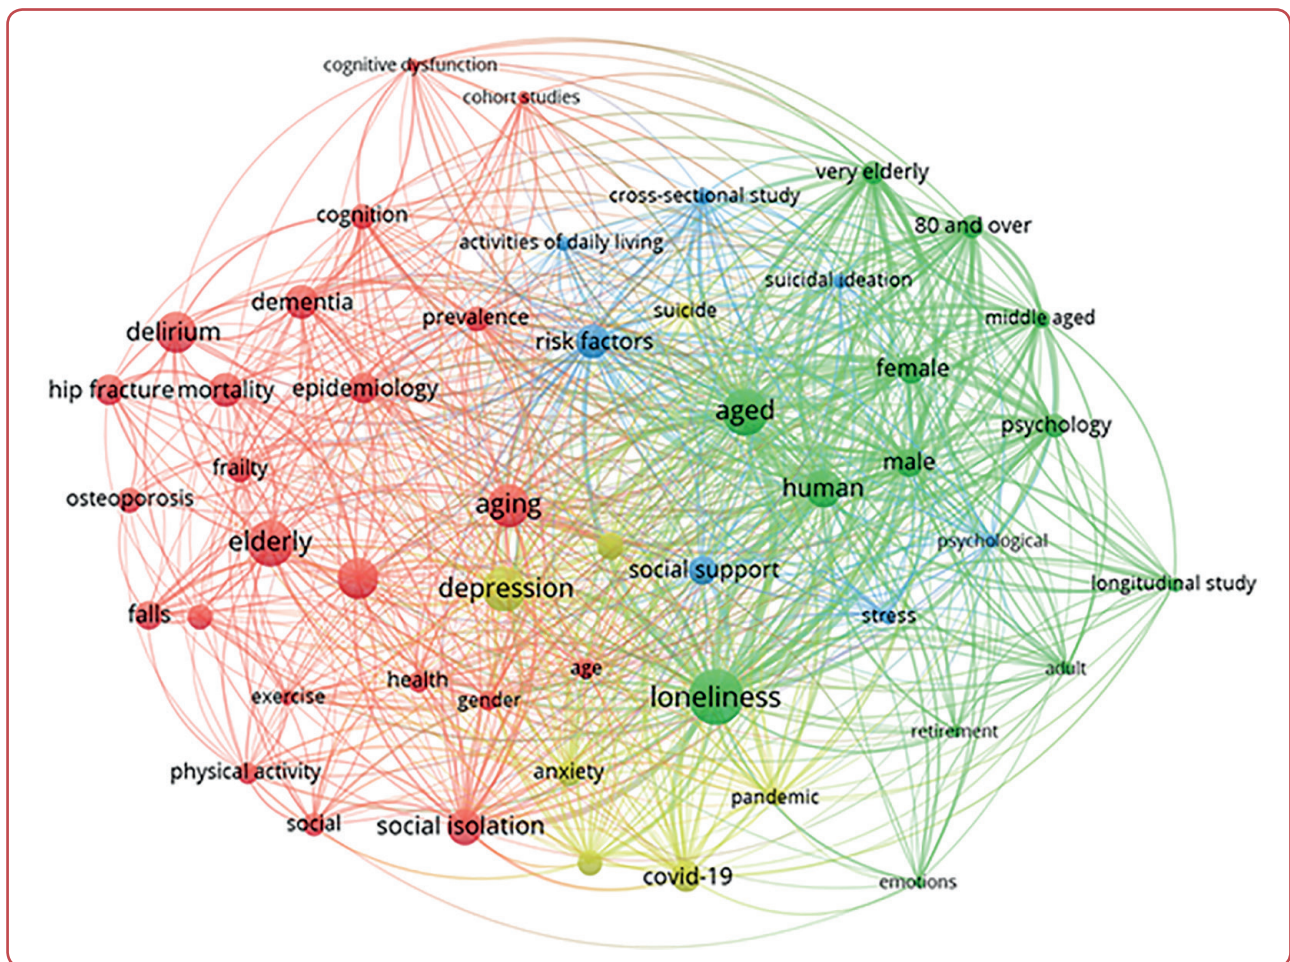 cognitive dysfunction
cohort studies
very elderly
cross-sectional study
cognition
80 and over
activities of daily living
suicidal ideation
dementia
suicide
prevalence
middle aged
delirium
risk factors
female
hip fracture
mortality
epidemiology
aged
psychology
male
frailty
human
osteoporosis
aging
elderly
psychological
social support
longitudinal study
depression
falls
stress
age
adult
health
exercise
gender
loneliness
retirement
physical activity
anxiety
pandemic
social
social isolation
covid-19
emotions